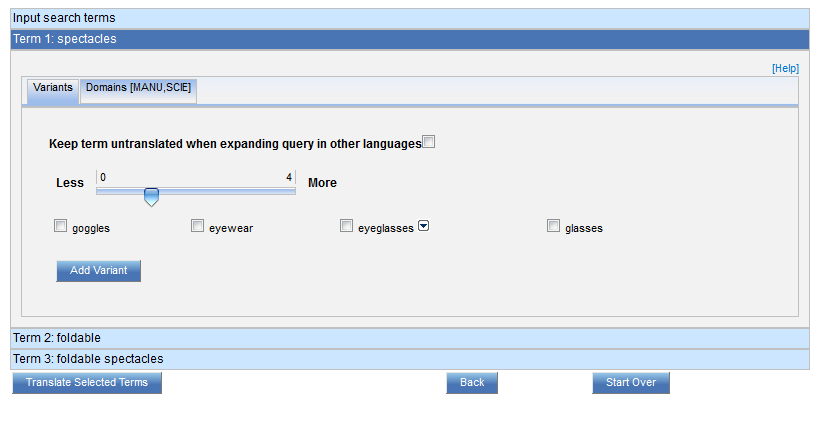 Input search terms
Term 1: spectacles
[Help]
Variants Domains [MANU,SCIE]
Keep term untranslated when expanding query in other languages
0 4
Less More
goggles eyewear eyeglasses glasses
Add Variant
Term 2: foldable
Term 3: foldable spectacles
Translate Selected Terms Back Start Over